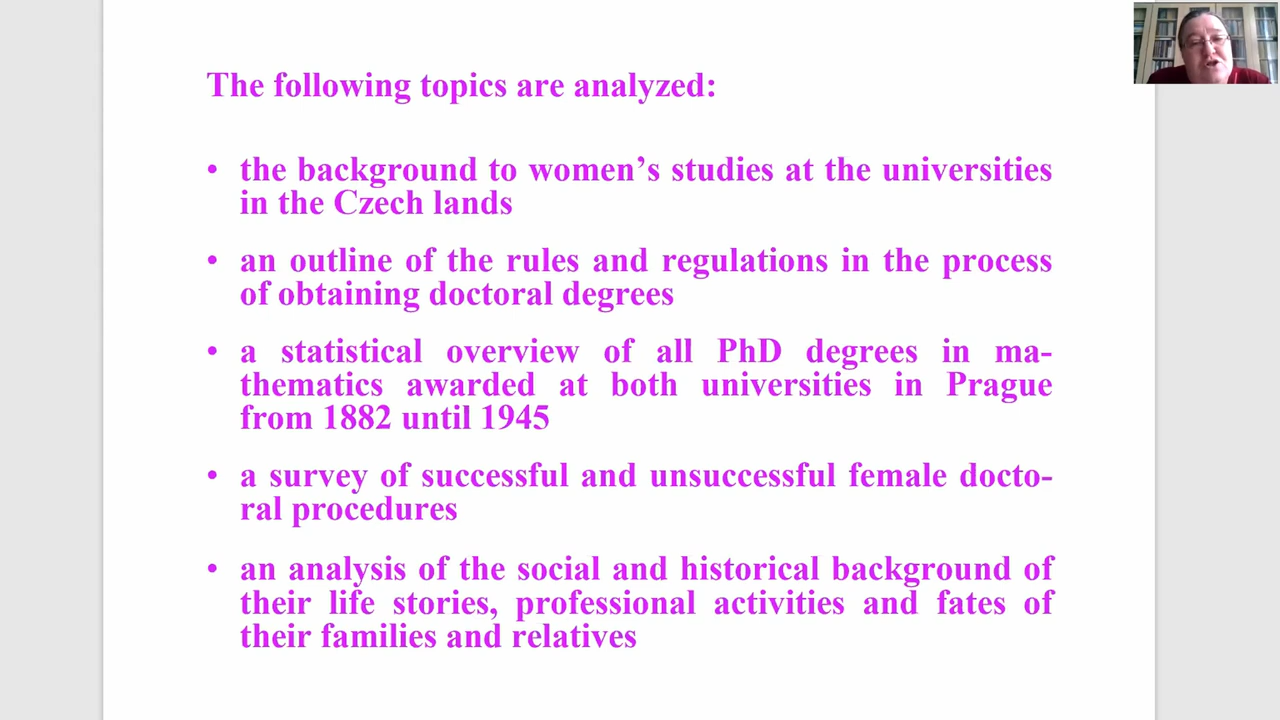 The following topics are analyzed:
• the background to women’s studies at the universities
in the Czech lands
• an outline of the rules and regulations in the process
of obtaining doctoral degrees
• a statistical overview of all PhD degrees in ma-
thematics awarded at both universities in Prague
from 1882 until 1945
• a survey of successful and unsuccessful female docto-
ral procedures
• an analysis of the social and historical background of
their life stories, professional activities and fates of
their families and relatives